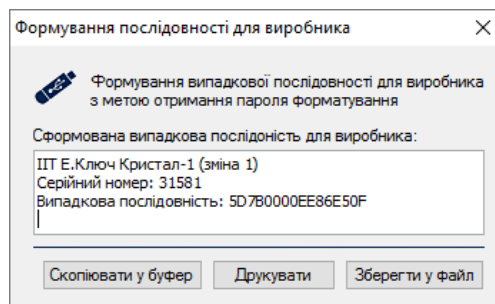 Формування послідовності для виробника
Формування випадкової послідовності для виробника
з метою отримання пароля форматування
Сформована випадкова послідоність для виробника:
ІІТ Е.Ключ Кристал-1 (зміна 1)
Серійний номер: 31581
Випадкова послідовність: 5D7B0000EE86E50F
Скопіювати у буфер
Друкувати
Зберегти у файл